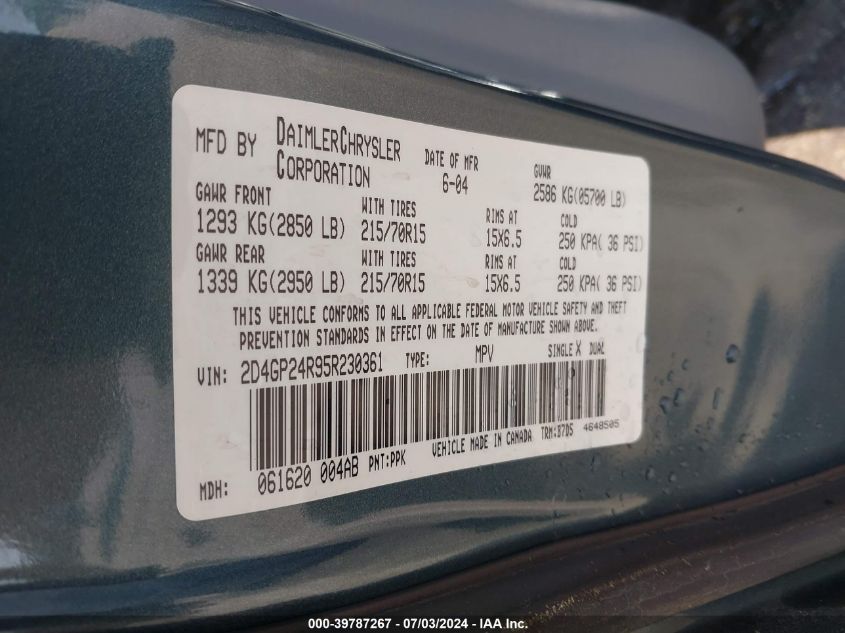 MFD BY DAIMLERCHRYSLER CORPORATION
DATE OF MFR 6-04
GVWR 2586 KG(05700 LB)
GAWR FRONT WITH TIRES RIMS AT COLD
1293 KG(2850 LB) 215/70R15 15X6.5 250 KPA( 36 PSI)
GAWR REAR WITH TIRES RIMS AT COLD
1339 KG(2950 LB) 215/70R15 15X6.5 250 KPA( 36 PSI)
THIS VEHICLE CONFORMS TO ALL APPLICABLE FEDERAL MOTOR VEHICLE SAFETY AND THEFT
PREVENTION STANDARDS IN EFFECT ON THE DATE OF MANUFACTURE SHOWN ABOVE.
VIN: 2D4GP24R95R230361 TYPE: MPV SINGLE X DUAL
MDH: 061620 004AB PNT:PPK VEHICLE MADE IN CANADA TRM:B7D5 4648505
000-39787267 - 07/03/2024 - IAA Inc.